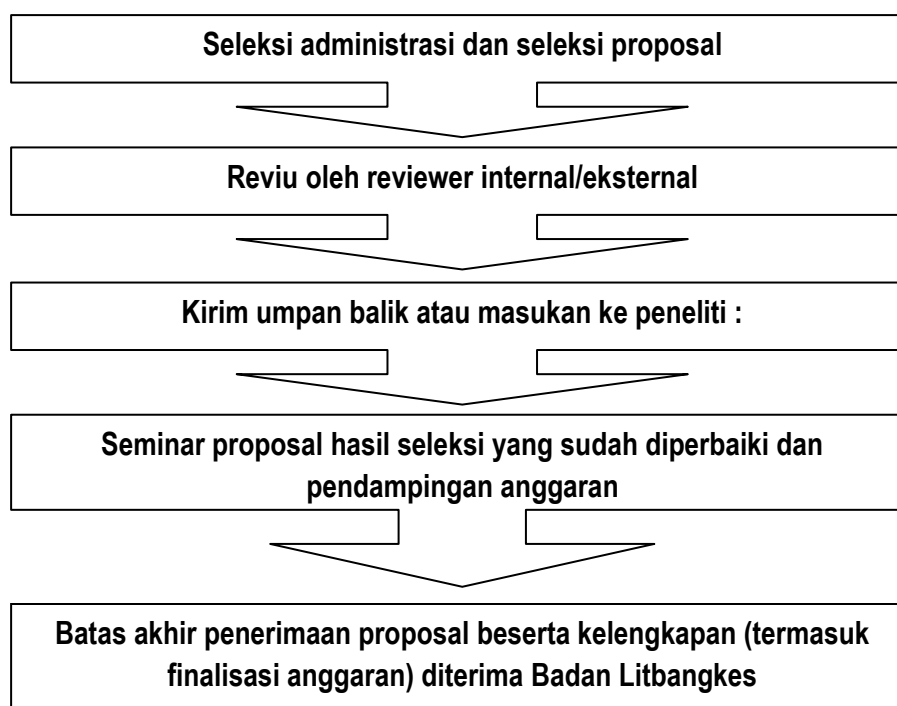 Seleksi administrasi dan seleksi proposal
Reviu oleh reviewer internal/eksternal
Kirim umpan balik atau masukan ke peneliti :
Seminar proposal hasil seleksi yang sudah diperbaiki dan
pendampingan anggaran
Batas akhir penerimaan proposal beserta kelengkapan (termasuk
finalisasi anggaran) diterima Badan Litbangkes